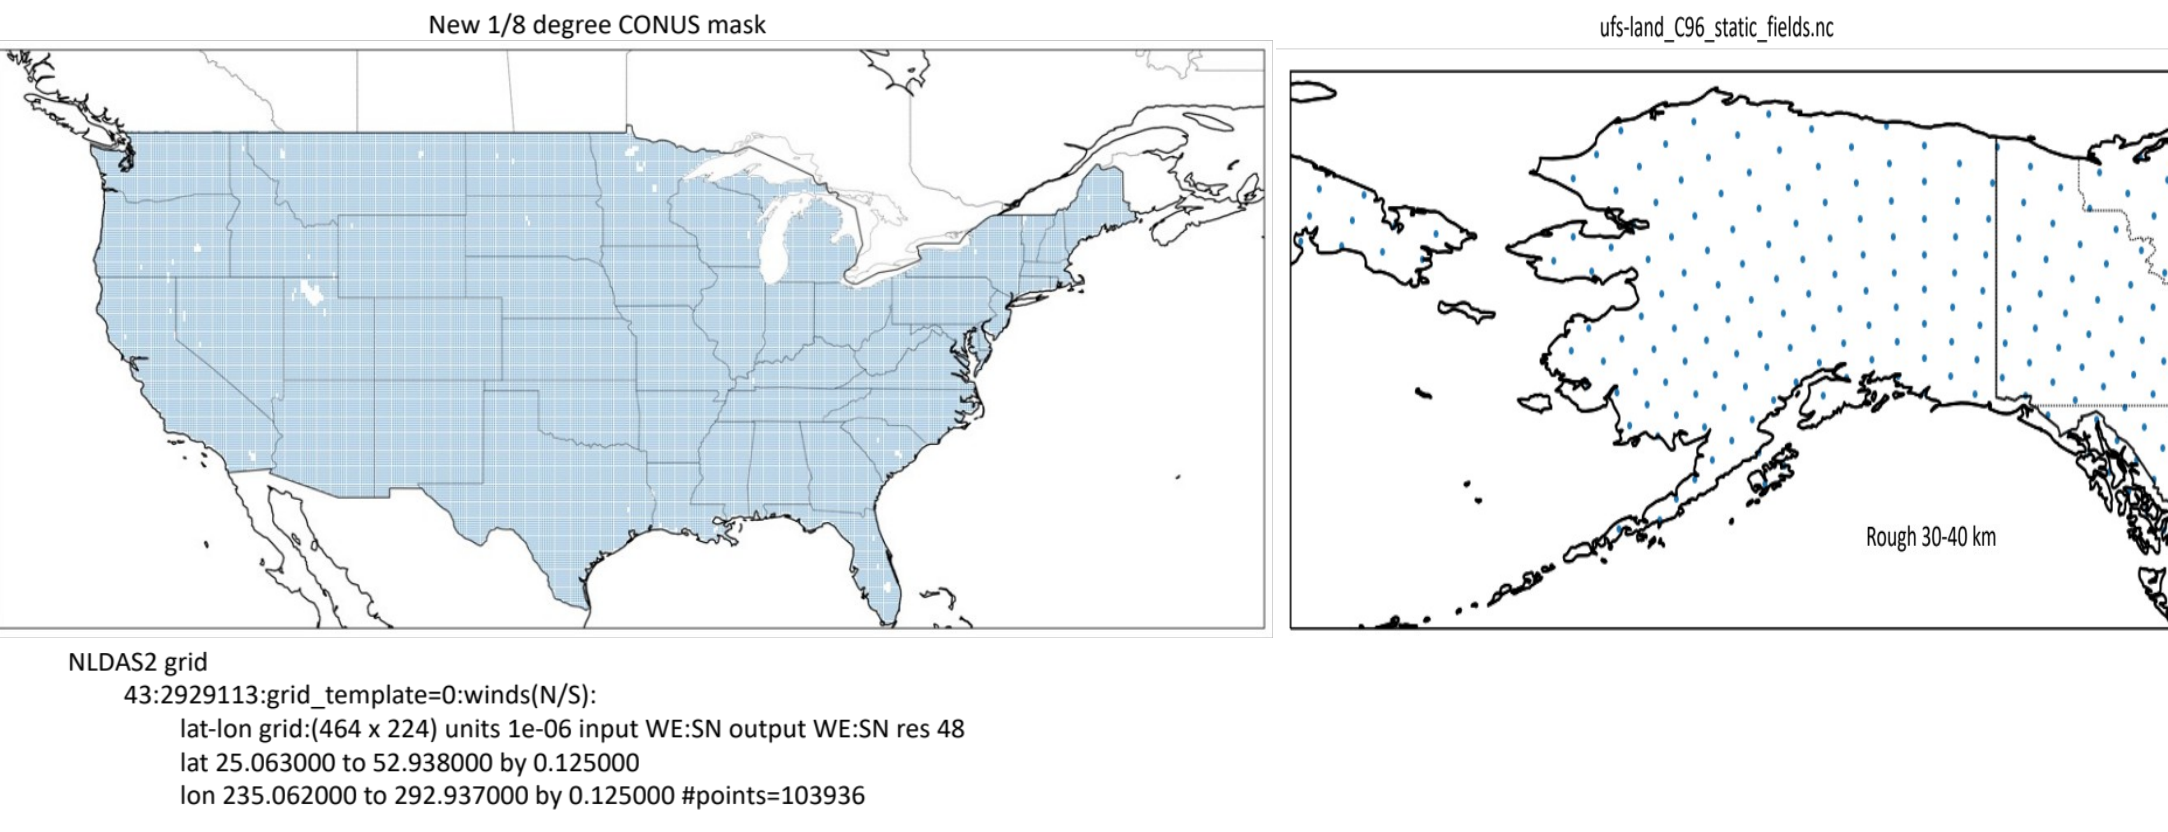 New 1/8 degree CONUS mask
ufs-land_C96_static_fields.nc
Rough 30-40 km
NLDAS2 grid
43:2929113:grid_template=0:winds(N/S):
lat-lon grid:(464 x 224) units 1e-06 input WE:SN output WE:SN res 48
lat 25.063000 to 52.938000 by 0.125000
lon 235.062000 to 292.937000 by 0.125000 #points=103936